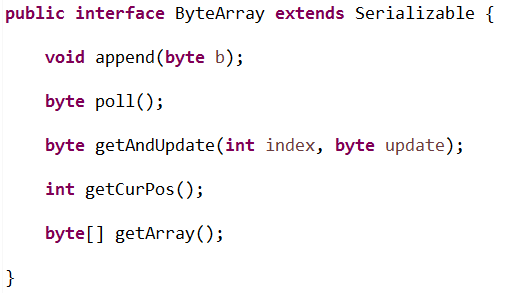 public interface ByteArray extends Serializable {
void append(byte b);
byte poll();
byte getAndUpdate(int index, byte update);
int getCurPos();
byte[] getArray();
}